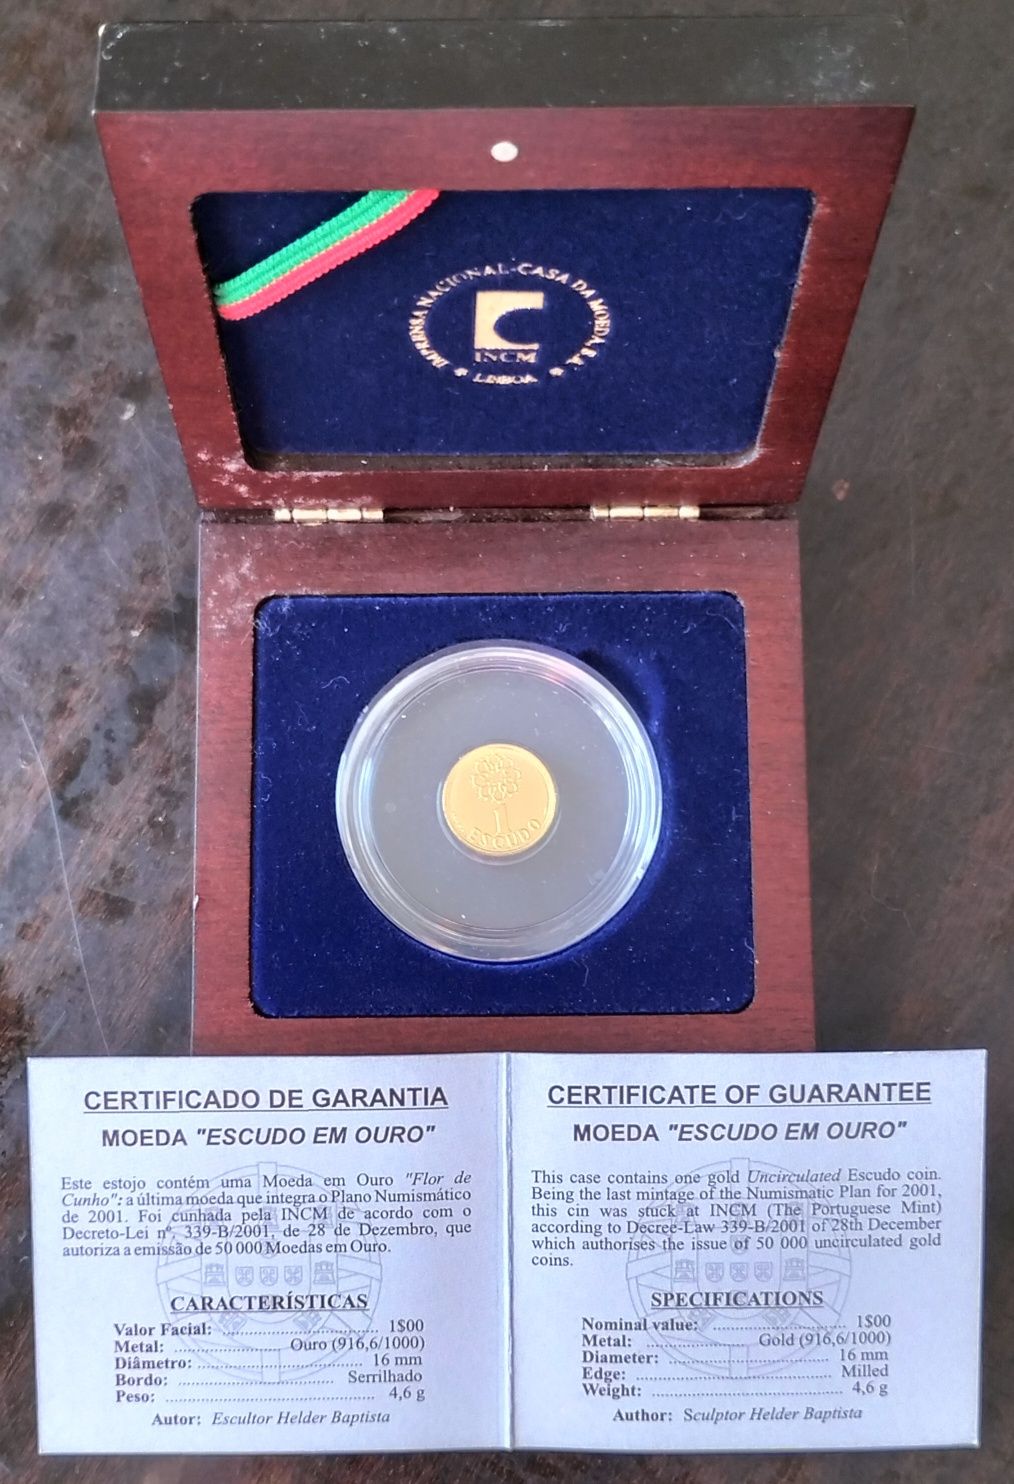 IMPRENSA NACIONAL-CASA DA MOEDA S.A.
INCM
LISBOA
1
ESCUDO
CERTIFICADO DE GARANTIA
MOEDA "ESCUDO EM OURO"
Este estojo contém uma Moeda em Ouro "Flor de
Cunho": a última moeda que integra o Plano Numismático
de 2001. Foi cunhada pela INCM de acordo com o
Decreto-Lei nº. 339-B/2001, de 28 de Dezembro, que
autoriza a emissão de 50 000 Moedas em Ouro.
CARACTERÍSTICAS
Valor Facial: ........................................ 1$00
Metal: ........................... Ouro (916,6/1000)
Diâmetro: ........................................ 16 mm
Bordo: ........................................ Serrilhado
Peso: ........................................ 4,6 g
Autor: Escultor Helder Baptista
CERTIFICATE OF GUARANTEE
MOEDA "ESCUDO EM OURO"
This case contains one gold Uncirculated Escudo coin.
Being the last mintage of the Numismatic Plan for 2001,
this cin was stuck at INCM (The Portuguese Mint)
according to Decree-Law 339-B/2001 of 28th December
which authorises the issue of 50 000 uncirculated gold
coins.
SPECIFICATIONS
Nominal value: ........................................ 1$00
Metal: ........................... Gold (916,6/1000)
Diameter: ........................................ 16 mm
Edge: ........................................ Milled
Weight: ........................................ 4,6 g
Author: Sculptor Helder Baptista